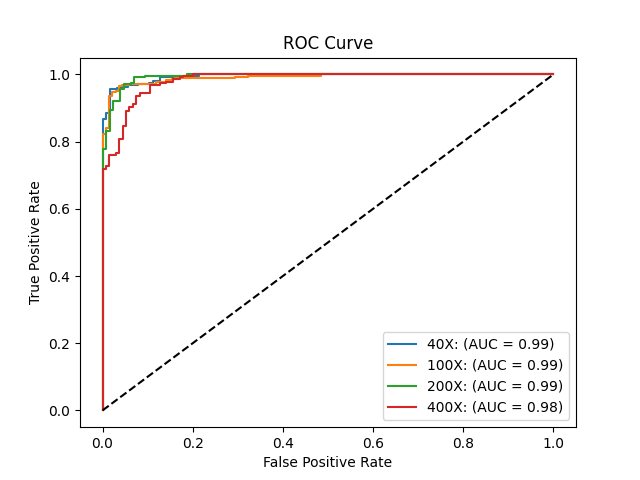 ROC Curve
True Positive Rate
1.0
0.8
0.6
0.4
0.2
0.0
40X: (AUC = 0.99)
100X: (AUC = 0.99)
200X: (AUC = 0.99)
400X: (AUC = 0.98)
0.0 0.2 0.4 0.6 0.8 1.0
False Positive Rate